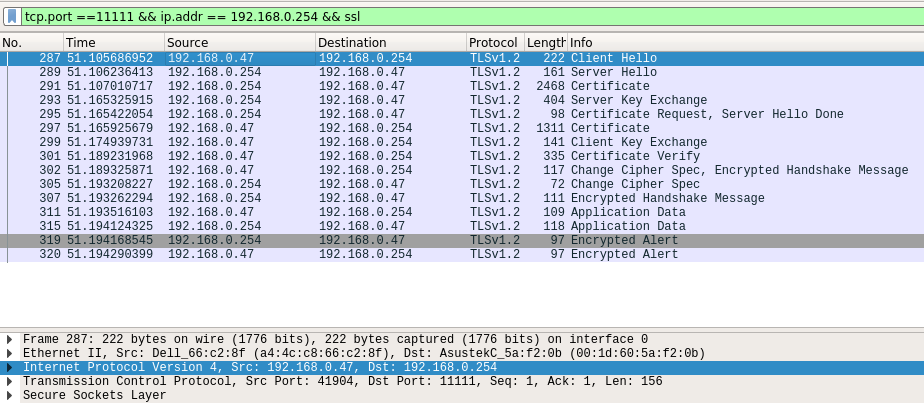 tcp.port ==11111 && ip.addr == 192.168.0.254 && ssl
No. Time Source Destination Protocol Length Info
287 51.105686952 192.168.0.47 192.168.0.254 TLSv1.2 222 Client Hello
289 51.106236413 192.168.0.254 192.168.0.47 TLSv1.2 161 Server Hello
291 51.107010717 192.168.0.254 192.168.0.47 TLSv1.2 2468 Certificate
293 51.165325915 192.168.0.254 192.168.0.47 TLSv1.2 404 Server Key Exchange
295 51.165422054 192.168.0.254 192.168.0.47 TLSv1.2 98 Certificate Request, Server Hello Done
297 51.165925679 192.168.0.47 192.168.0.254 TLSv1.2 1311 Certificate
299 51.174939731 192.168.0.47 192.168.0.254 TLSv1.2 141 Client Key Exchange
301 51.189231968 192.168.0.47 192.168.0.254 TLSv1.2 335 Certificate Verify
302 51.189325871 192.168.0.47 192.168.0.254 TLSv1.2 117 Change Cipher Spec, Encrypted Handshake Message
305 51.193208227 192.168.0.254 192.168.0.47 TLSv1.2 72 Change Cipher Spec
307 51.193262294 192.168.0.254 192.168.0.47 TLSv1.2 111 Encrypted Handshake Message
311 51.193516103 192.168.0.47 192.168.0.254 TLSv1.2 109 Application Data
315 51.194124325 192.168.0.254 192.168.0.47 TLSv1.2 118 Application Data
319 51.194168545 192.168.0.254 192.168.0.47 TLSv1.2 97 Encrypted Alert
320 51.194290399 192.168.0.47 192.168.0.254 TLSv1.2 97 Encrypted Alert
Frame 287: 222 bytes on wire (1776 bits), 222 bytes captured (1776 bits) on interface 0
Ethernet II, Src: Dell_66:c2:8f (a4:4c:c8:66:c2:8f), Dst: AsustekC_5a:f2:0b (00:1d:60:5a:f2:0b)
Internet Protocol Version 4, Src: 192.168.0.47, Dst: 192.168.0.254
Transmission Control Protocol, Src Port: 41904, Dst Port: 11111, Seq: 1, Ack: 1, Len: 156
Secure Sockets Layer